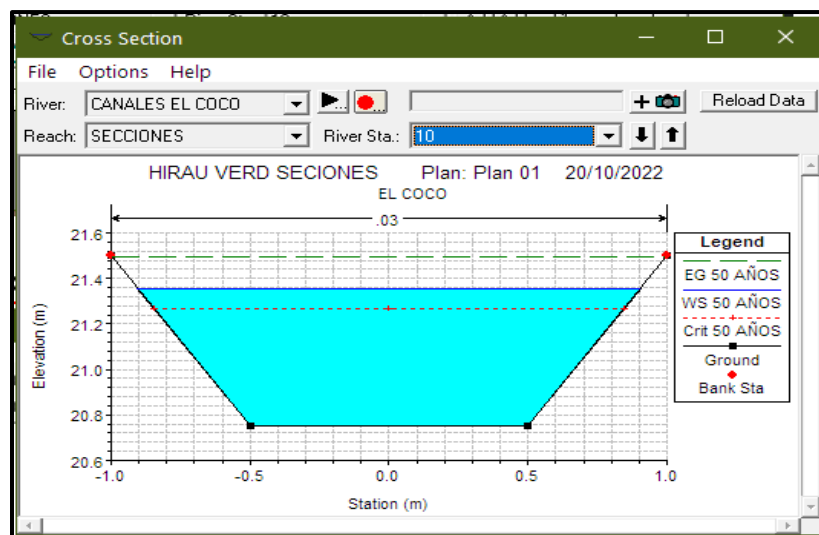 Cross Section
File Options Help
River: CANALES EL COCO Reload Data
Reach: SECCIONES River Sta.: 10
HIRAU VERD SECIONES Plan: Plan 01 20/10/2022
EL COCO
.03
Legend
EG 50 AÑOS
WS 50 AÑOS
Crit 50 AÑOS
Ground
Bank Sta
Elevation (m)
21.6
21.4
21.2
21.0
20.8
20.6
-1.0 -0.5 0.0 0.5 1.0
Station (m)